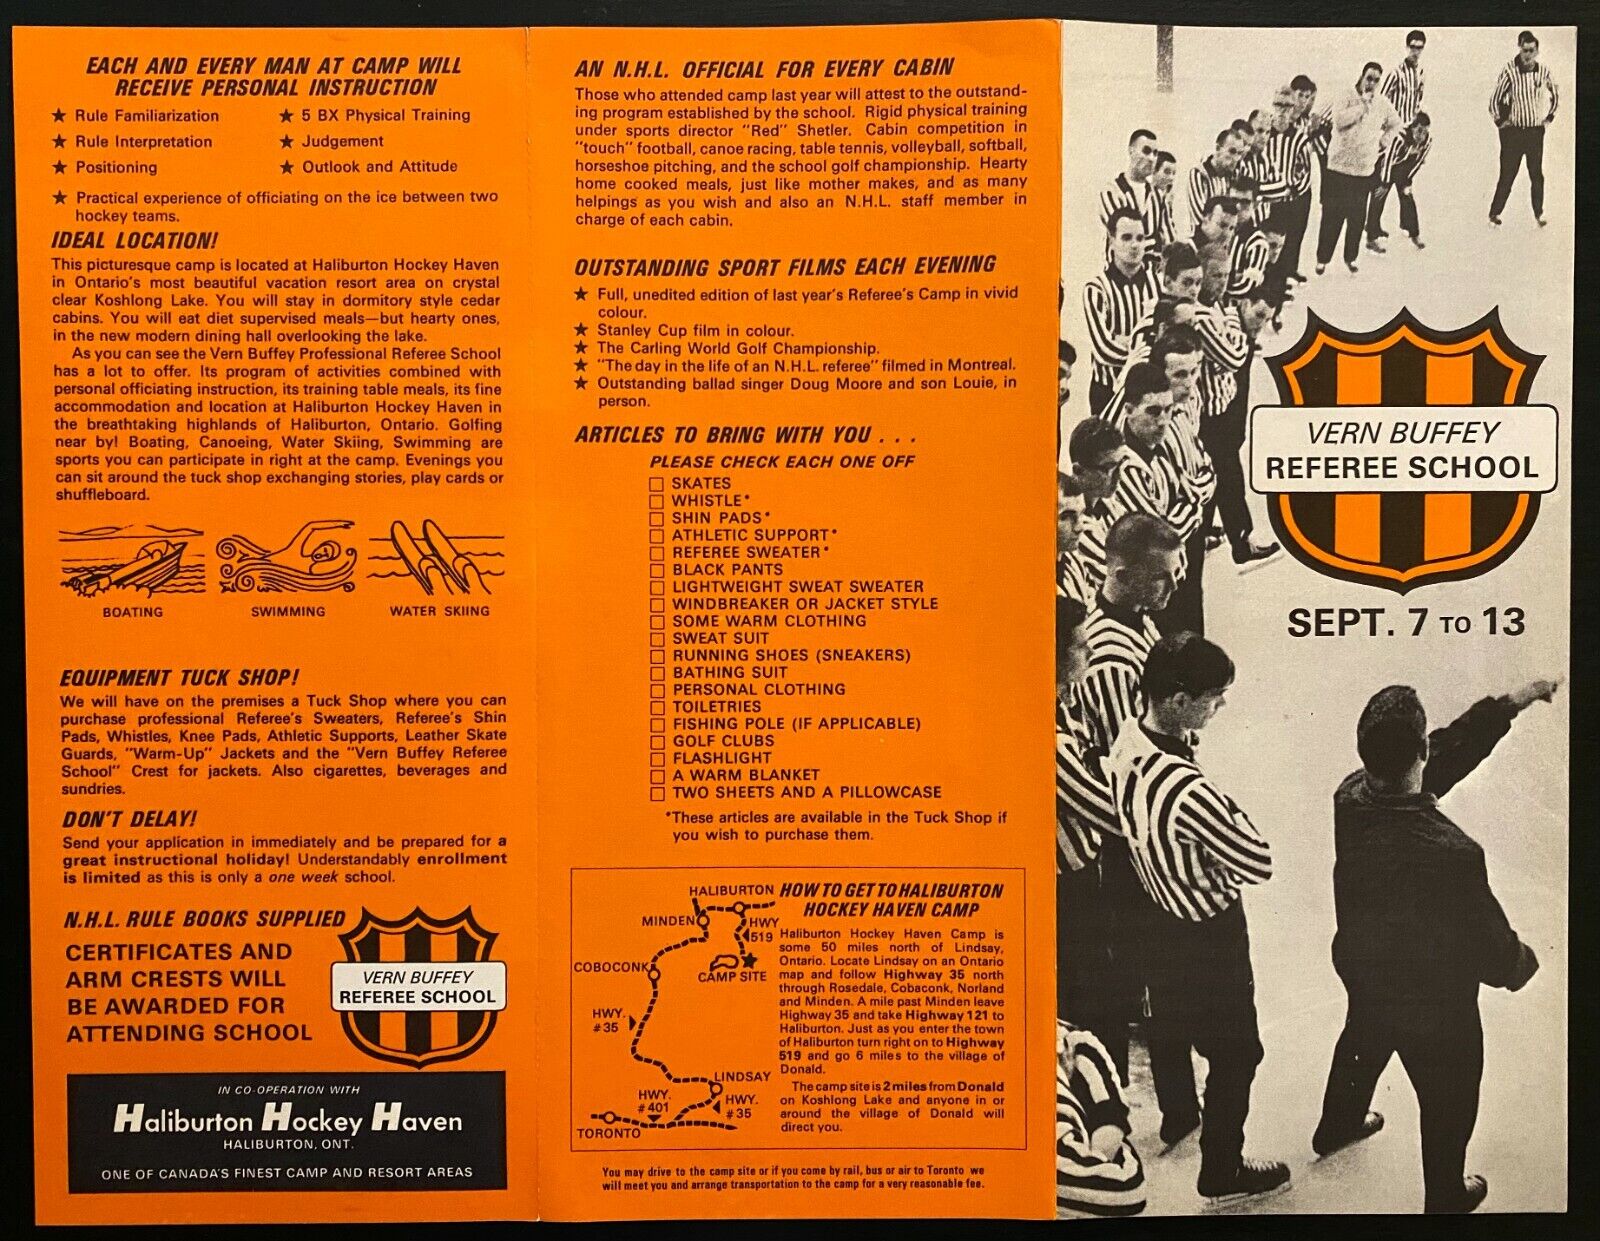 EACH AND EVERY MAN AT CAMP WILL
RECEIVE PERSONAL INSTRUCTION
★ Rule Familiarization
★ 5 BX Physical Training
★ Rule Interpretation
★ Judgement
★ Positioning
★ Outlook and Attitude
★ Practical experience of officiating on the ice between two
hockey teams.
IDEAL LOCATION!
This picturesque camp is located at Haliburton Hockey Haven
in Ontario's most beautiful vacation resort area on crystal
clear Koshlong Lake. You will stay in dormitory style cedar
cabins. You will eat diet supervised meals—but hearty ones,
in the new modern dining hall overlooking the lake.
As you can see the Vern Buffey Professional Referee School
has a lot to offer. Its program of activities combined with
personal officiating instruction, its training table meals, its fine
accommodation and location at Haliburton Hockey Haven in
the breathtaking highlands of Haliburton, Ontario. Golfing
near by! Boating, Canoeing, Water Skiing, Swimming are
sports you can participate in right at the camp. Evenings you
can sit around the tuck shop exchanging stories, play cards or
shuffleboard.
BOATING
SWIMMING
WATER SKIING
EQUIPMENT TUCK SHOP!
We will have on the premises a Tuck Shop where you can
purchase professional Referee's Sweaters, Referee's Shin
Pads, Whistles, Knee Pads, Athletic Supports, Leather Skate
Guards, "Warm-Up" Jackets and the "Vern Buffey Referee
School" Crest for jackets. Also cigarettes, beverages and
sundries.
DON'T DELAY!
Send your application in immediately and be prepared for a
great instructional holiday! Understandably enrollment
is limited as this is only a one week school.
N.H.L. RULE BOOKS SUPPLIED
CERTIFICATES AND
ARM CRESTS WILL
BE AWARDED FOR
ATTENDING SCHOOL
VERN BUFFEY
REFEREE SCHOOL
IN CO-OPERATION WITH
Haliburton Hockey Haven
HALIBURTON, ONT.
ONE OF CANADA'S FINEST CAMP AND RESORT AREAS
AN N.H.L. OFFICIAL FOR EVERY CABIN
Those who attended camp last year will attest to the outstand-
ing program established by the school. Rigid physical training
under sports director "Red" Shetler. Cabin competition in
"touch" football, canoe racing, table tennis, volleyball, softball,
horseshoe pitching, and the school golf championship. Hearty
home cooked meals, just like mother makes, and as many
helpings as you wish and also an N.H.L. staff member in
charge of each cabin.
OUTSTANDING SPORT FILMS EACH EVENING
★ Full, unedited edition of last year's Referee's Camp in vivid
colour.
★ Stanley Cup film in colour.
★ The Carling World Golf Championship.
★ "The day in the life of an N.H.L. referee" filmed in Montreal.
★ Outstanding ballad singer Doug Moore and son Louie, in
person.
ARTICLES TO BRING WITH YOU . . .
PLEASE CHECK EACH ONE OFF
☐ SKATES
☐ WHISTLE*
☐ SHIN PADS*
☐ ATHLETIC SUPPORT*
☐ REFEREE SWEATER*
☐ BLACK PANTS
☐ LIGHTWEIGHT SWEAT SWEATER
☐ WINDBREAKER OR JACKET STYLE
☐ SOME WARM CLOTHING
☐ SWEAT SUIT
☐ RUNNING SHOES (SNEAKERS)
☐ BATHING SUIT
☐ PERSONAL CLOTHING
☐ TOILETRIES
☐ FISHING POLE (IF APPLICABLE)
☐ GOLF CLUBS
☐ FLASHLIGHT
☐ A WARM BLANKET
☐ TWO SHEETS AND A PILLOWCASE
*These articles are available in the Tuck Shop if
you wish to purchase them.
HALIBURTON
MINDEN
HWY
519
COBOCONK
CAMP SITE
HWY.
#35
LINDSAY
HWY.
#401
HWY.
#35
TORONTO
HOW TO GET TO HALIBURTON
HOCKEY HAVEN CAMP
Haliburton Hockey Haven Camp is
some 50 miles north of Lindsay,
Ontario. Locate Lindsay on an Ontario
map and follow Highway 35 north
through Rosedale, Cobaconk, Norland
and Minden. A mile past Minden leave
Highway 35 and take Highway 121 to
Haliburton. Just as you enter the town
of Haliburton turn right on to Highway
519 and go 6 miles to the village of
Donald.
The camp site is 2 miles from Donald
on Koshlong Lake and anyone in or
around the village of Donald will
direct you.
You may drive to the camp site or if you come by rail, bus or air to Toronto we
will meet you and arrange transportation to the camp for a very reasonable fee.
VERN BUFFEY
REFEREE SCHOOL
SEPT. 7 TO 13